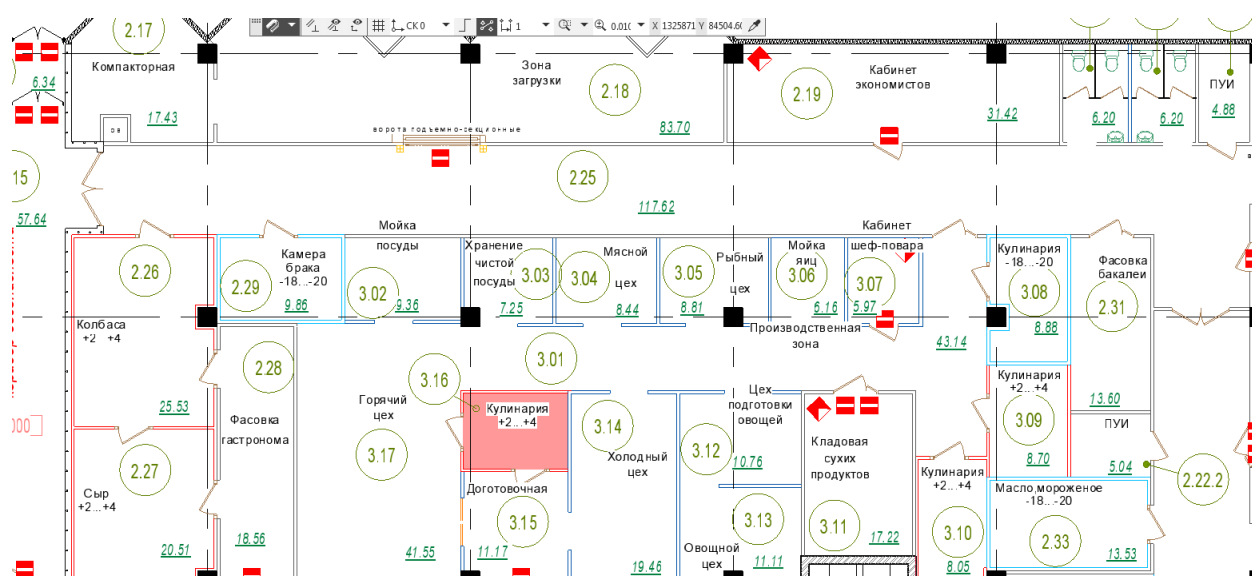 СК0
1
0.01(
X 1325871 Y 84504.6(
2.17
Компакторная
6.34
17.43
ОВ
Зона
загрузки
2.18
83.70
ворота подъемно-секционные
2.19
Кабинет
экономистов
31.42
6.20
6.20
ПУИ
4.88
15
57.64
2.25
117.62
2.26
Колбаса
+2 +4
25.53
2.27
Сыр
+2...+4
20.51
2.29
Камера
брака
-18...-20
9.86
Мойка
посуды
3.02
9.36
Хранение
чистой
посуды
3.03
7.25
3.04
Мясной
цех
8.44
3.05
Рыбный
цех
8.81
Мойка
яиц
3.06
6.16
Кабинет
шеф-повара
3.07
5.97
Кулинария
-18...-20
3.08
8.88
Фасовка
бакалеи
2.31
13.60
2.28
Фасовка
гастронома
18.56
3.01
Производственная
зона
43.14
3.16
Кулинария
+2...+4
Горячий
цех
3.17
41.55
Доготовочная
3.15
11.17
3.14
Холодный
цех
19.46
Цех
подготовки
овощей
3.12
10.76
3.13
Овощной
цех
11.11
Кладовая
сухих
продуктов
3.11
17.22
Кулинария
+2...+4
3.09
8.70
Кулинария
+2...+4
3.10
8.05
ПУИ
5.04
2.22.2
Масло,мороженое
-18...-20
2.33
13.53
000